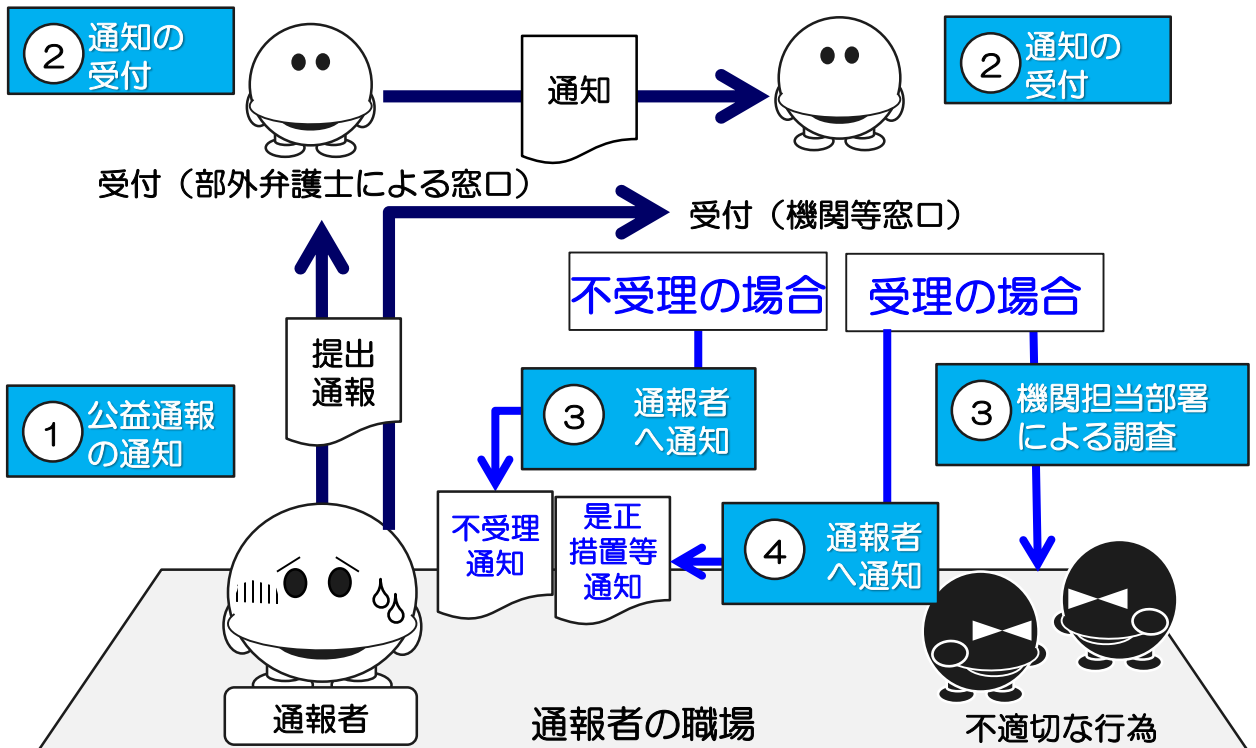 ２
通知の
受付
通知
２
通知の
受付
受付（部外弁護士による窓口）
受付（機関等窓口）
不受理の場合
受理の場合
提出
通報
１
公益通報
の通知
３
通報者
へ通知
３
機関担当部署
による調査
不受理
通知
是正
措置等
通知
４
通報者
へ通知
通報者
通報者の職場
不適切な行為